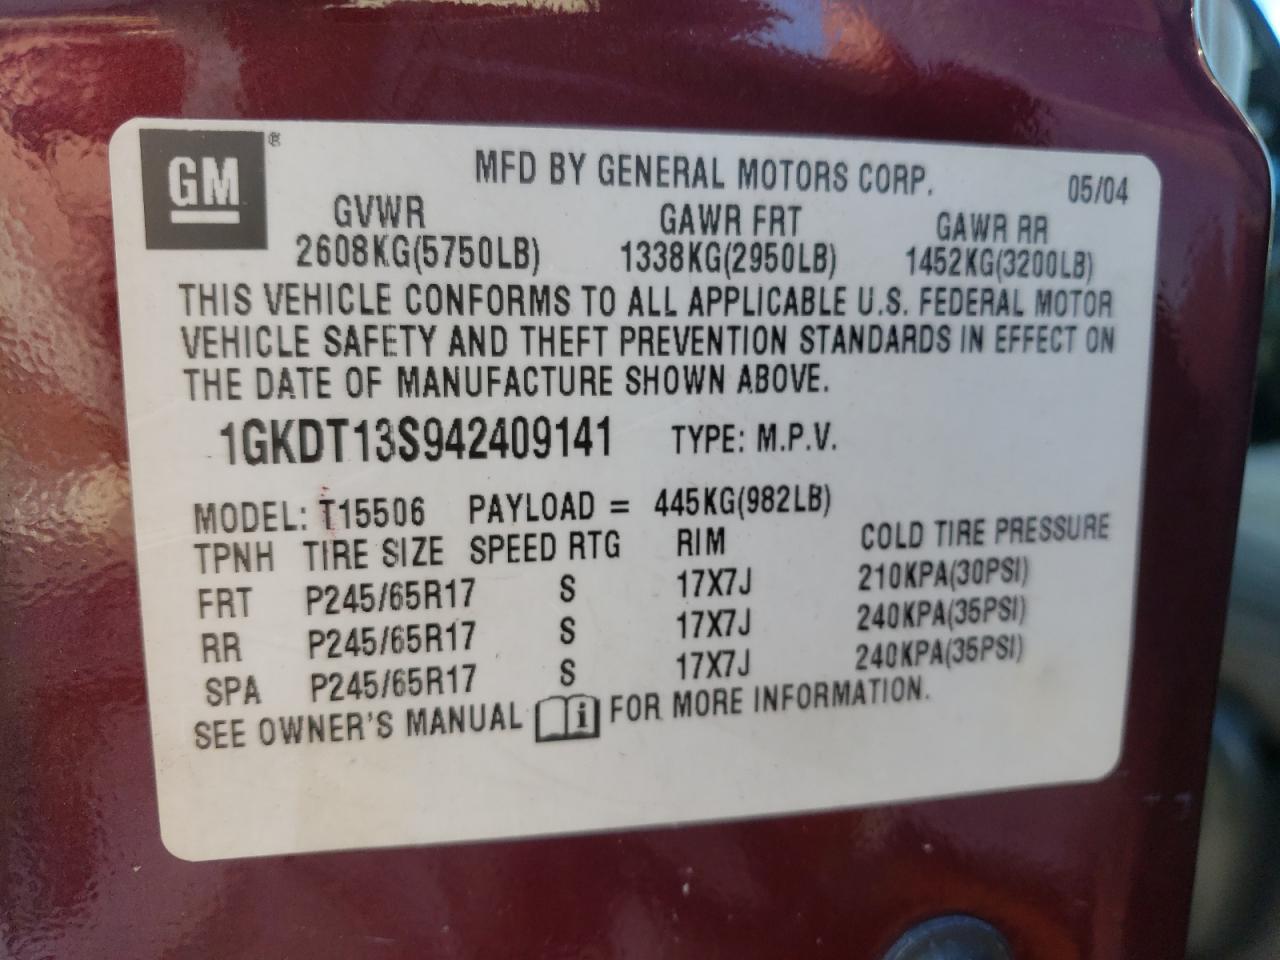 GM ®
MFD BY GENERAL MOTORS CORP. 05/04
GVWR GAWR FRT GAWR RR
2608KG(5750LB) 1338KG(2950LB) 1452KG(3200LB)
THIS VEHICLE CONFORMS TO ALL APPLICABLE U.S. FEDERAL MOTOR
VEHICLE SAFETY AND THEFT PREVENTION STANDARDS IN EFFECT ON
THE DATE OF MANUFACTURE SHOWN ABOVE.
1GKDT13S942409141 TYPE: M.P.V.
MODEL: T15506 PAYLOAD = 445KG(982LB)
TPNH TIRE SIZE SPEED RTG RIM COLD TIRE PRESSURE
FRT P245/65R17 S 17X7J 210KPA(30PSI)
RR P245/65R17 S 17X7J 240KPA(35PSI)
SPA P245/65R17 S 17X7J 240KPA(35PSI)
SEE OWNER'S MANUAL i FOR MORE INFORMATION.